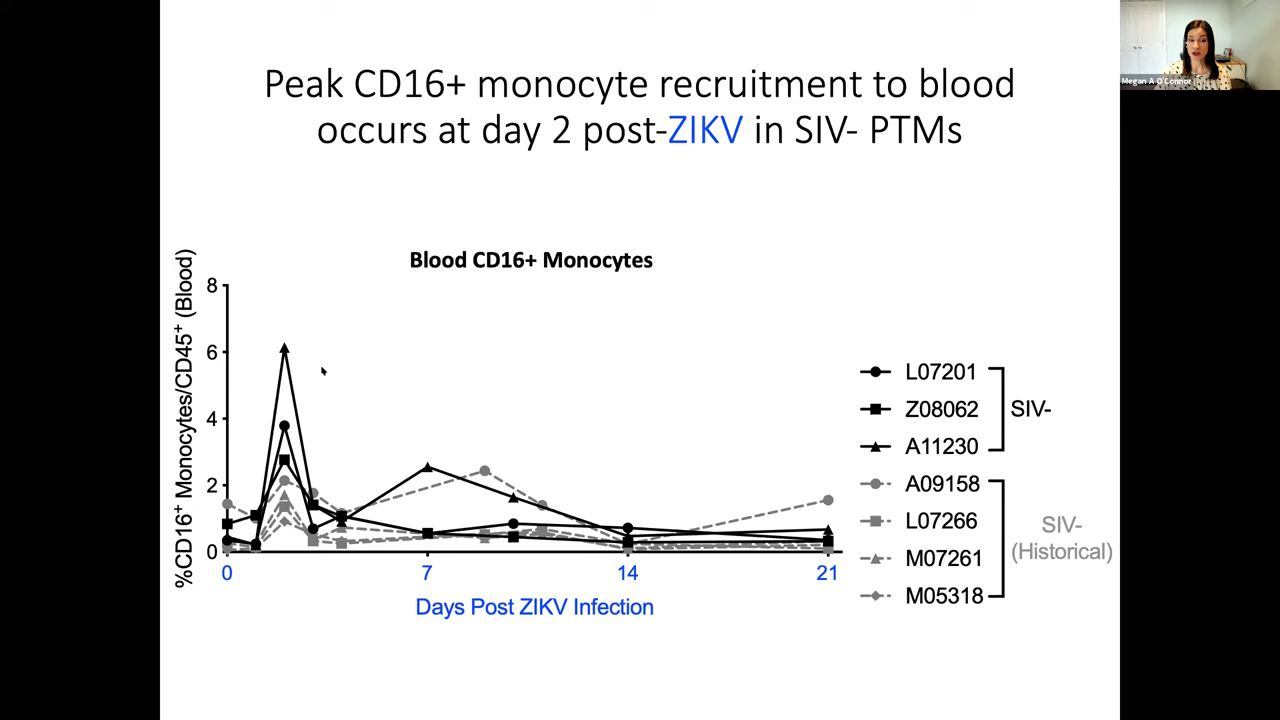 Peak CD16+ monocyte recruitment to blood
occurs at day 2 post-ZIKV in SIV- PTMs
Megan A O'Connor
Blood CD16+ Monocytes
%CD16+ Monocytes/CD45+ (Blood)
8
6
4
2
0
0 7 14 21
Days Post ZIKV Infection
L07201
Z08062
A11230
SIV-
A09158
L07266
M07261
M05318
SIV-
(Historical)